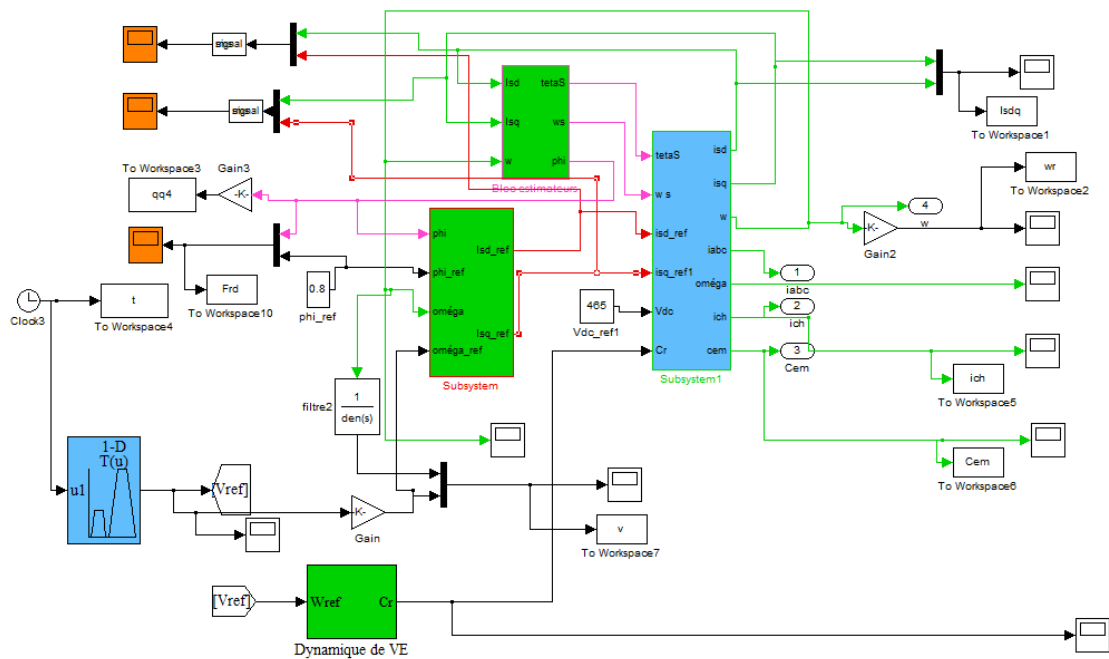 Isd
tetaS
Isq
ws
w
phi
Bloc estimateurs
tetaS
isd
w s
isq
isd_ref
w
isq_ref1
iabc
oméga
Vdc
ich
Cr
cem
Subsystem1
Isdq
To Workspace1
wr
To Workspace2
4
w
K-
Gain2
1
iabc
2
ich
3
Cem
ich
To Workspace5
Cem
To Workspace6
To Workspace3
Gain3
qq4
-K-
phi
Isd_ref
phi_ref
oméga
Isq_ref
oméga_ref
Subsystem
0.8
phi_ref
465
Vdc_ref1
Frd
To Workspace10
Clock3
t
To Workspace4
filtre2
1
den(s)
1-D
T(u)
u1
[Vref]
K-
Gain
v
To Workspace7
[Vref]
Wref
Cr
Dynamique de VE